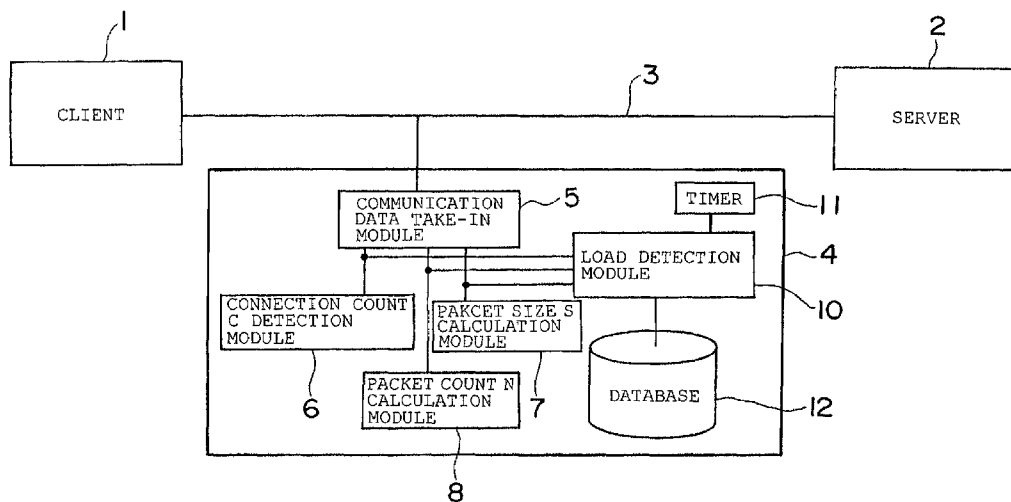 1
2
3
CLIENT
SERVER
COMMUNICATION
DATA TAKE-IN
MODULE
5
TIMER
11
4
LOAD DETECTION
MODULE
10
CONNECTION COUNT
C DETECTION
MODULE
6
PAKCET SIZE S
CALCULATION
MODULE
7
PACKET COUNT N
CALCULATION
MODULE
8
DATABASE
12